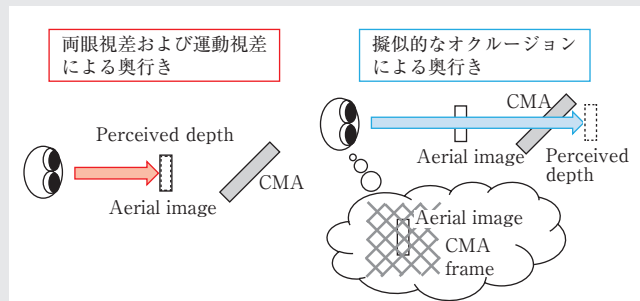 両眼視差および運動視差
による奥行き
Perceived depth
CMA
Aerial image
擬似的なオクルージョン
による奥行き
CMA
Aerial image
Perceived
depth
Aerial image
CMA
frame